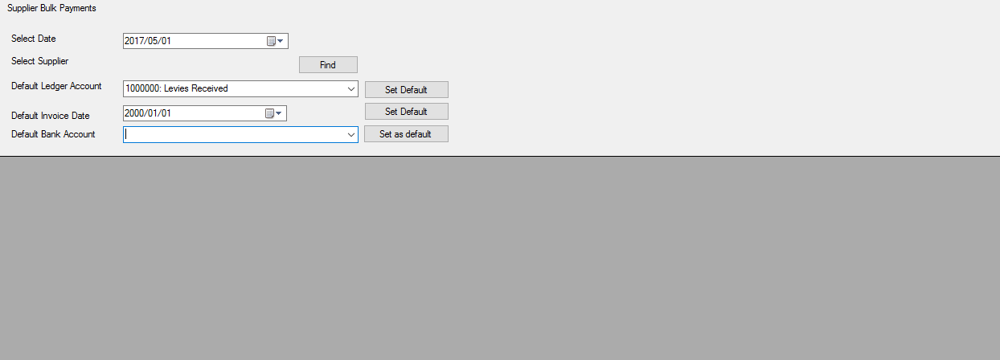 Supplier Bulk Payments
Select Date 2017/05/01
Select Supplier Find
Default Ledger Account 1000000: Levies Received Set Default
Default Invoice Date 2000/01/01 Set Default
Default Bank Account Set as default